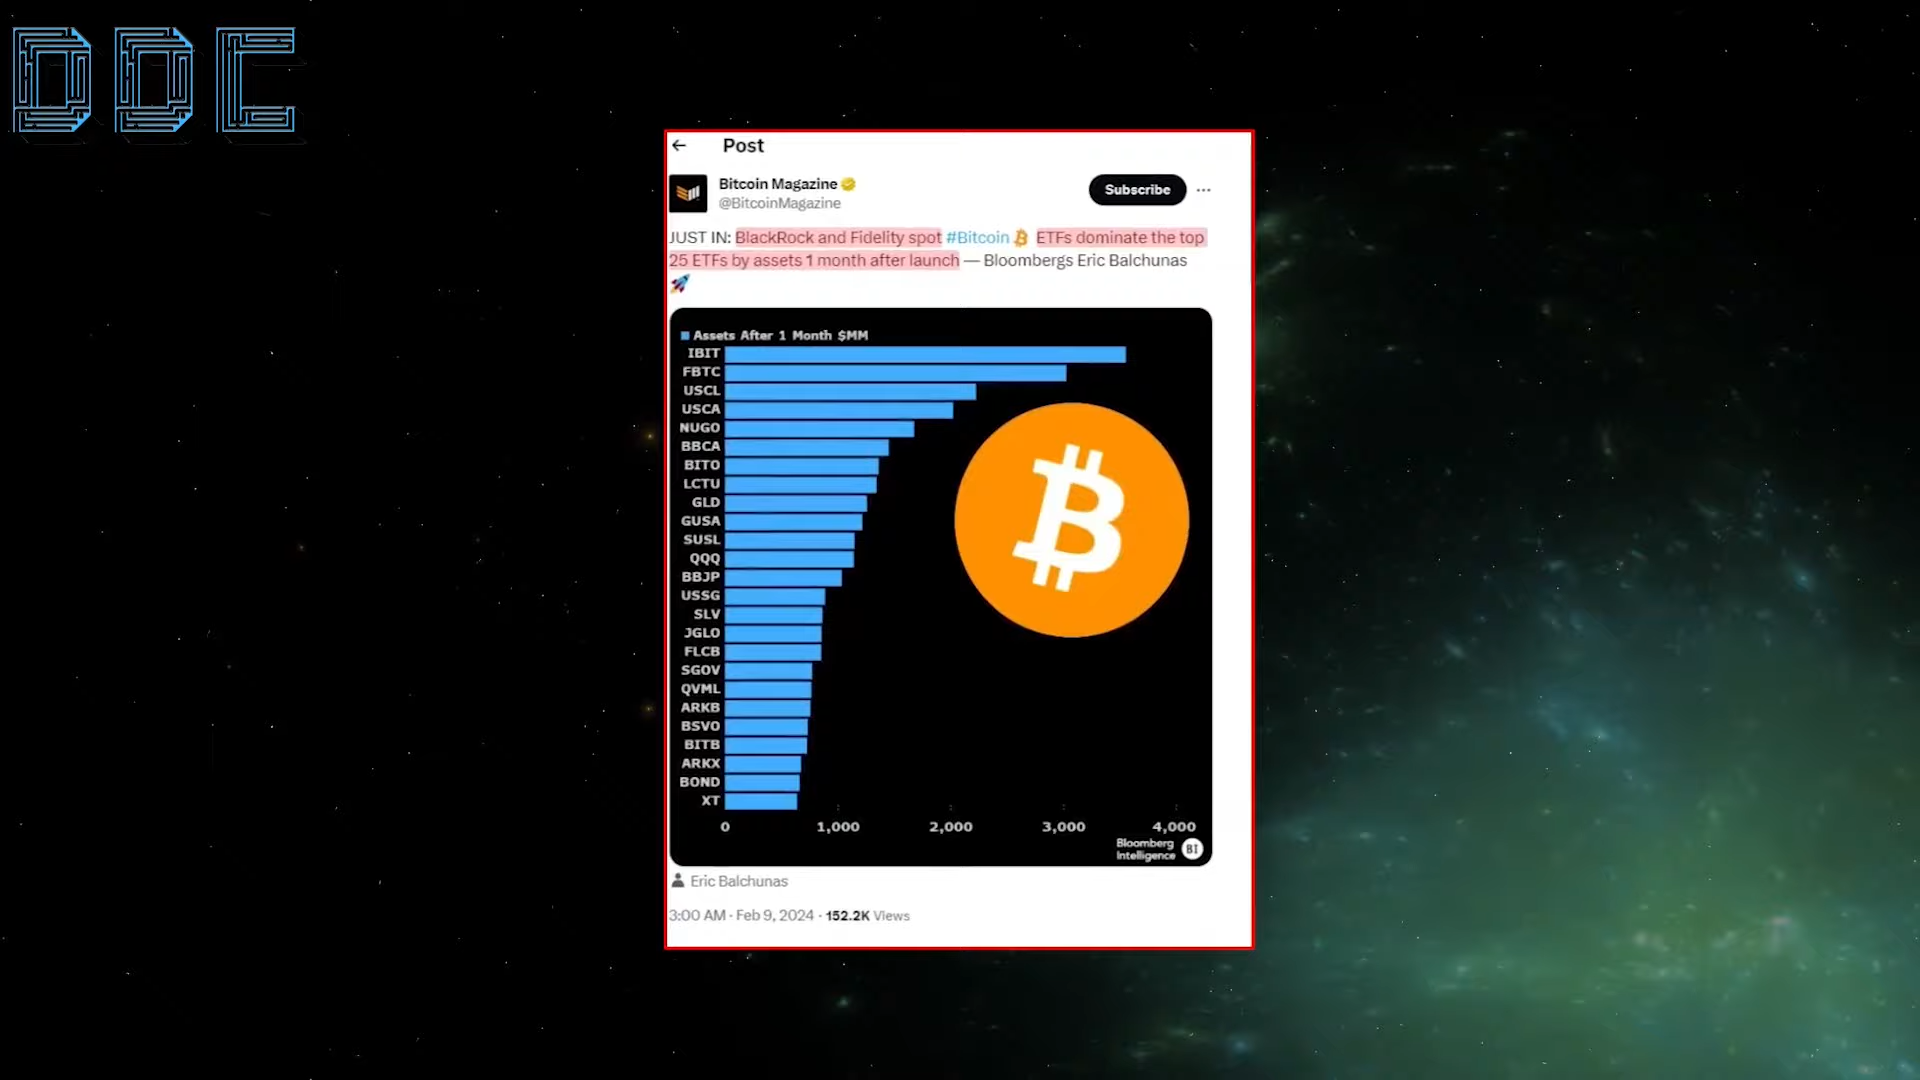 DDC
Post
Bitcoin Magazine
@BitcoinMagazine
Subscribe
JUST IN: BlackRock and Fidelity spot #Bitcoin ETFs dominate the top
25 ETFs by assets 1 month after launch — Bloombergs Eric Balchunas
Assets After 1 Month $MM
IBIT
FBTC
USCL
USCA
NUGO
BBCA
BITO
LCTU
GLD
GUSA
SUSL
QQQ
BBJP
USSG
SLV
JGLO
FLCB
SGOV
QVML
ARKB
BSVO
BITB
ARKX
BOND
XT
0 1,000 2,000 3,000 4,000
Bloomberg
Intelligence BI
Eric Balchunas
3:00 AM · Feb 9, 2024 · 152.2K Views